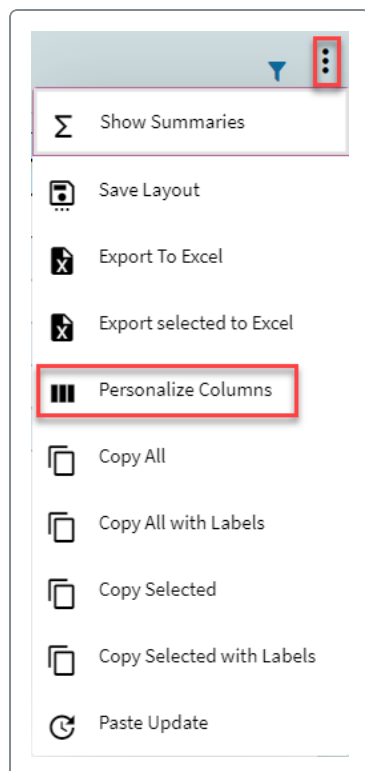 Show Summaries
Save Layout
Export To Excel
Export selected to Excel
Personalize Columns
Copy All
Copy All with Labels
Copy Selected
Copy Selected with Labels
Paste Update